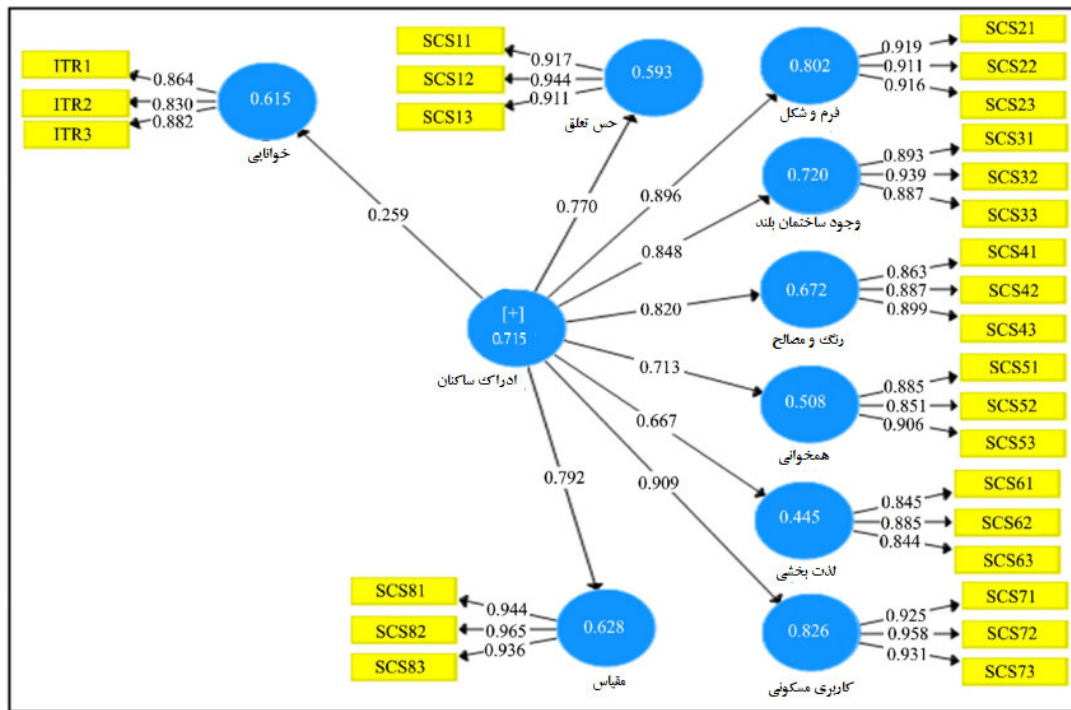 ITR1
ITR2
ITR3
0.864
0.830
0.882
0.615
خوانایی
SCS11
SCS12
SCS13
0.917
0.944
0.911
0.593
حس تعلق
0.802
فرم و شکل
0.919
0.911
0.916
SCS21
SCS22
SCS23
0.720
وجود ساختمان بلند
0.893
0.939
0.887
SCS31
SCS32
SCS33
0.259
0.770
0.896
0.848
0.820
0.713
0.667
0.909
0.792
[+]
0.715
ادراک ساکنان
0.672
رنگ و مصالح
0.863
0.887
0.899
SCS41
SCS42
SCS43
0.508
همخوانی
0.885
0.851
0.906
SCS51
SCS52
SCS53
0.445
لذت بخشی
0.845
0.885
0.844
SCS61
SCS62
SCS63
0.826
کاربری مسکونی
0.925
0.958
0.931
SCS71
SCS72
SCS73
SCS81
SCS82
SCS83
0.944
0.965
0.936
0.628
مقیاس